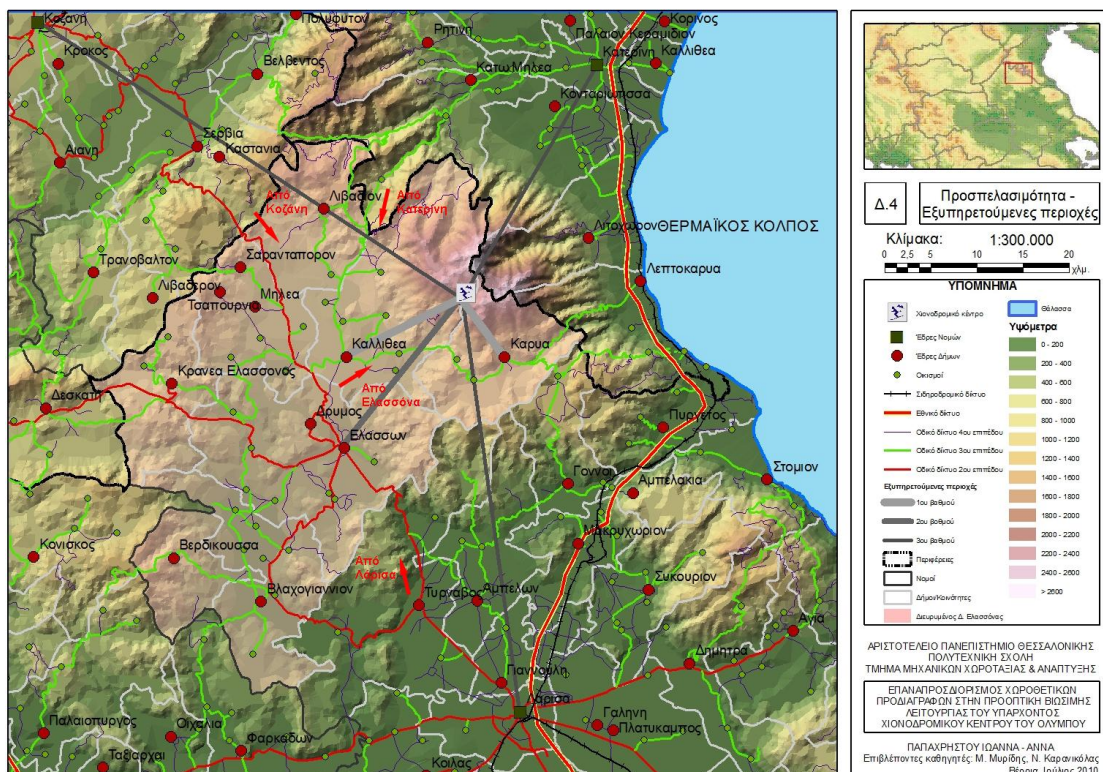 Κοζανη
Κροκος
Πολυφυτον
Ρητινη
Παλαιον Κεραμιδιον
Κορινος
Κατερινη
Καλλιθεα
Βελβεντος
Κατω Μηλεα
Κονταριωτισσα
Σερβια
Καστανια
Αιανη
Λιβαδιον
Από Κοζάνη
Από Κατερίνη
Λιτοχωρον
ΘΕΡΜΑΪΚΟΣ ΚΟΛΠΟΣ
Τρανοβαλτον
Σαρανταπορον
Λεπτοκαρυα
Λιβαδερον
Μηλεα
Τσαπουρνια
Καλλιθεα
Καρυα
Κρανεα Ελασσονος
Από Ελασσόνα
Δεσκατη
Δρυμος
Πυργετος
Ελασσων
Γοννοι
Αμπελακια
Στομιον
Μακρυχωριον
Κονισκος
Βερδικουσσα
Από Λάρισα
Συκουριον
Βλαχογιαννιον
Τυρναβος
Αμπελων
Αγια
Δημητρα
Γιαννουλη
Λαρισα
Γαληνη
Πλατυκαμπος
Παλαιοπυργος
Οιχαλια
Φαρκαδων
Ταξιαρχαι
Κοιλας
Δ.4
Προσπελασιμότητα -
Εξυπηρετούμενες περιοχές
Κλίμακα: 1:300.000
0 2,5 5 10 15 20
χλμ.
ΥΠΟΜΝΗΜΑ
Χιονοδρομικό κέντρο
Έδρες Νομών
Έδρες Δήμων
Οικισμοί
Σιδηροδρομικό δίκτυο
Εθνικό δίκτυο
Οδικό δίκτυο 4ου επιπέδου
Οδικό δίκτυο 3ου επιπέδου
Οδικό δίκτυο 2ου επιπέδου
Εξυπηρετούμενες περιοχές
1ου βαθμού
2ου βαθμού
3ου βαθμού
Περιφέρειες
Νομοί
Δήμοι/Κοινότητες
Διευρυμένος Δ. Ελασσόνας
Θάλασσα
Υψόμετρα
0 - 200
200 - 400
400 - 600
600 - 800
800 - 1000
1000 - 1200
1200 - 1400
1400 - 1600
1600 - 1800
1800 - 2000
2000 - 2200
2200 - 2400
2400 - 2600
> 2600
ΑΡΙΣΤΟΤΕΛΕΙΟ ΠΑΝΕΠΙΣΤΗΜΙΟ ΘΕΣΣΑΛΟΝΙΚΗΣ
ΠΟΛΥΤΕΧΝΙΚΗ ΣΧΟΛΗ
ΤΜΗΜΑ ΜΗΧΑΝΙΚΩΝ ΧΩΡΟΤΑΞΙΑΣ & ΑΝΑΠΤΥΞΗΣ
ΕΠΑΝΑΠΡΟΣΔΙΟΡΙΣΜΟΣ ΧΩΡΟΘΕΤΙΚΩΝ
ΠΡΟΔΙΑΓΡΑΦΩΝ ΣΤΗΝ ΠΡΟΟΠΤΙΚΗ ΒΙΩΣΙΜΗΣ
ΛΕΙΤΟΥΡΓΙΑΣ ΤΟΥ ΥΠΑΡΧΟΝΤΟΣ
ΧΙΟΝΟΔΡΟΜΙΚΟΥ ΚΕΝΤΡΟΥ ΤΟΥ ΟΛΥΜΠΟΥ
ΠΑΠΑΧΡΗΣΤΟΥ ΙΩΑΝΝΑ - ΑΝΝΑ
Επιβλέποντες καθηγητές: Μ. Μυρίδης, Ν. Καρανικόλας
Βέροια, Ιούλιος 2010